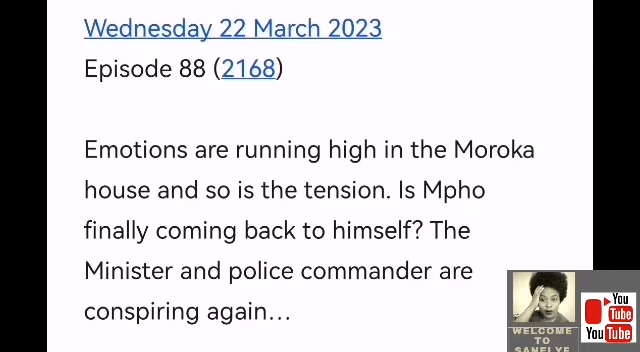 Wednesday 22 March 2023
Episode 88 (2168)
Emotions are running high in the Moroka
house and so is the tension. Is Mpho
finally coming back to himself? The
Minister and police commander are
conspiring again…
WELCOME
TO
You
Tube
YouTube